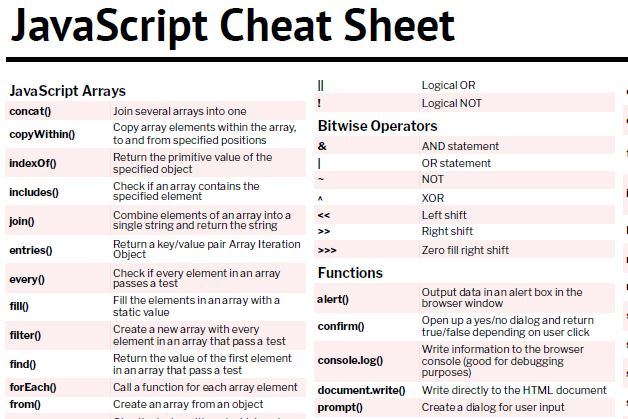 JavaScript Cheat Sheet
JavaScript Arrays
concat() Join several arrays into one
copyWithin() Copy array elements within the array,
to and from specified positions
indexOf() Return the primitive value of the
specified object
includes() Check if an array contains the
specified element
join() Combine elements of an array into a
single string and return the string
entries() Return a key/value pair Array Iteration
Object
every() Check if every element in an array
passes a test
fill() Fill the elements in an array with a
static value
filter() Create a new array with every
element in an array that pass a test
find() Return the value of the first element
in an array that pass a test
forEach() Call a function for each array element
from() Create an array from an object
|| Logical OR
! Logical NOT
Bitwise Operators
& AND statement
| OR statement
~ NOT
^ XOR
<< Left shift
>> Right shift
>>> Zero fill right shift
Functions
alert() Output data in an alert box in the
browser window
confirm() Open up a yes/no dialog and return
true/false depending on user click
console.log() Write information to the browser
console (good for debugging
purposes)
document.write() Write directly to the HTML document
prompt() Create a dialog for user input